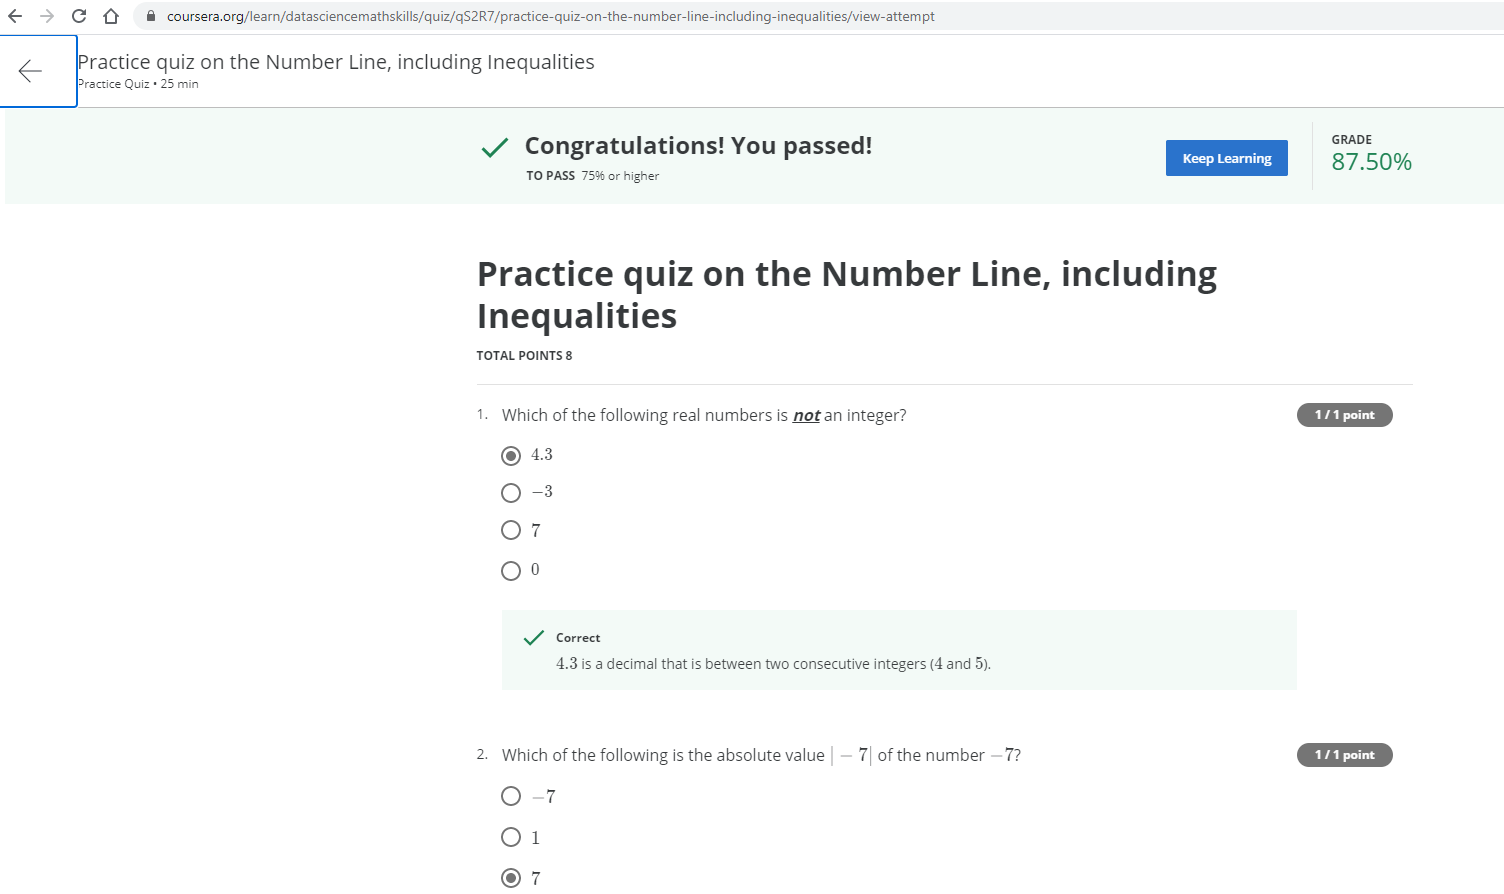 coursera.org/learn/datasciencemathskills/quiz/qS2R7/practice-quiz-on-the-number-line-including-inequalities/view-attempt
Practice quiz on the Number Line, including Inequalities
Practice Quiz • 25 min
Congratulations! You passed!
TO PASS 75% or higher
Keep Learning
GRADE
87.50%
Practice quiz on the Number Line, including
Inequalities
TOTAL POINTS 8
1. Which of the following real numbers is not an integer?
1 / 1 point
4.3
−3
7
0
Correct
4.3 is a decimal that is between two consecutive integers (4 and 5).
2. Which of the following is the absolute value | − 7| of the number −7?
1 / 1 point
−7
1
7